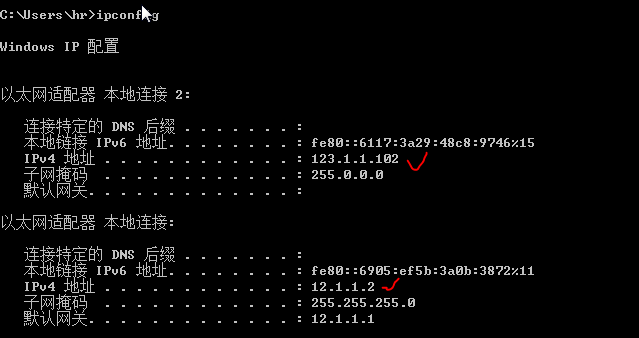 C:\Users\hr>ipconfig
Windows IP 配置
以太网适配器 本地连接 2:
连接特定的 DNS 后缀 . . . . . . . :
本地链接 IPv6 地址. . . . . . . . : fe80::6117:3a29:48c8:9746%15
IPv4 地址 . . . . . . . . . . . . : 123.1.1.102
子网掩码 . . . . . . . . . . . . : 255.0.0.0
默认网关. . . . . . . . . . . . . :
以太网适配器 本地连接:
连接特定的 DNS 后缀 . . . . . . . :
本地链接 IPv6 地址. . . . . . . . : fe80::6905:ef5b:3a0b:3872%11
IPv4 地址 . . . . . . . . . . . . : 12.1.1.2
子网掩码 . . . . . . . . . . . . : 255.255.255.0
默认网关. . . . . . . . . . . . . : 12.1.1.1